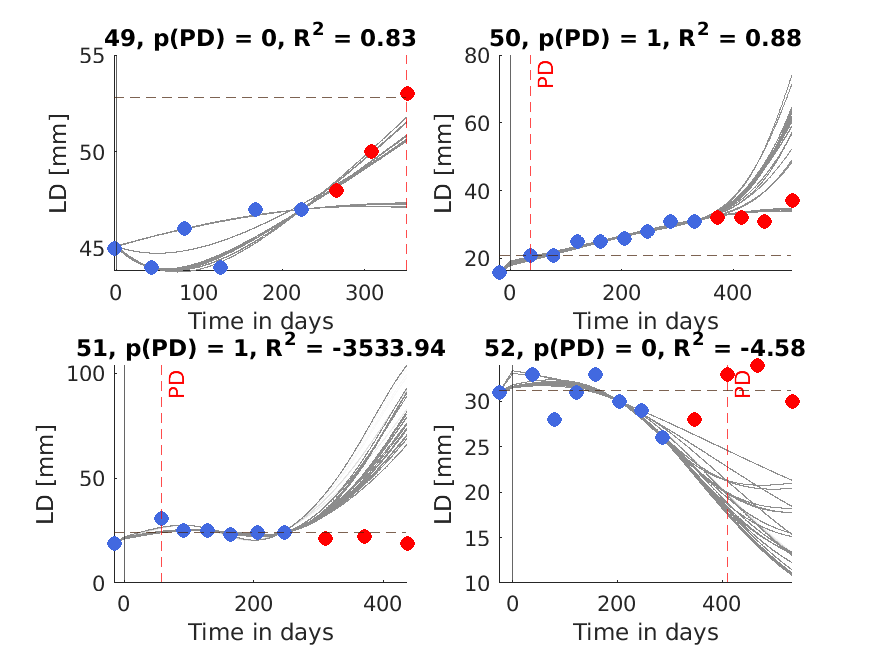 49, p(PD) = 0, R² = 0.83
55
50
45
LD [mm]
0 100 200 300
Time in days
50, p(PD) = 1, R² = 0.88
PD
80
60
40
20
LD [mm]
0 200 400
Time in days
51, p(PD) = 1, R² = -3533.94
PD
100
50
0
LD [mm]
0 200 400
Time in days
52, p(PD) = 0, R² = -4.58
PD
30
25
20
15
10
LD [mm]
0 200 400
Time in days